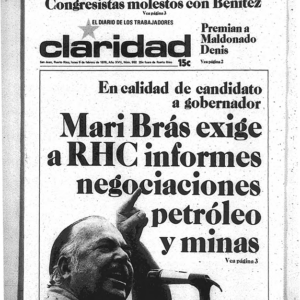 Congresistas molestos con Benítez
Vea página 3
EL DIARIO DE LOS TRABAJADORES
claridad
Premian a
Maldonado
Denis
Vea página 2
15¢
En calidad de candidato
a gobernador
Mari Brás exige
a RHC informes
negociaciones
petróleo
y minas
Vea página 3